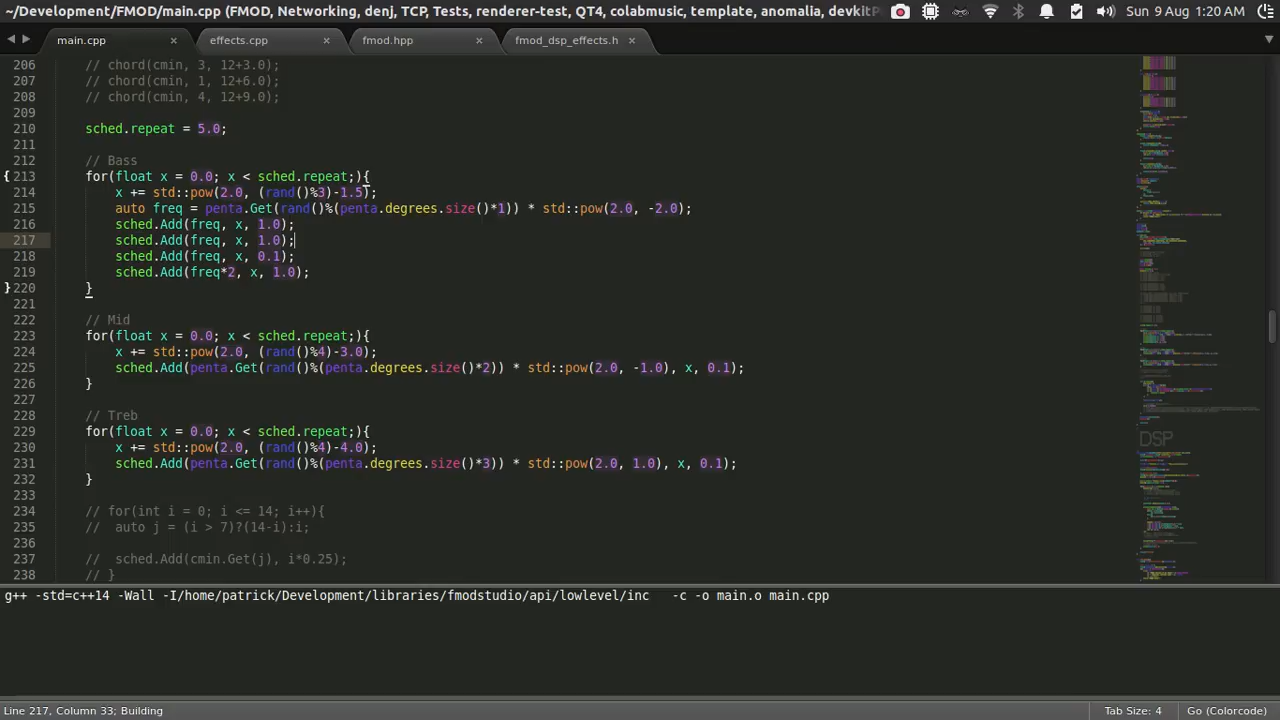 ~/Development/FMOD/main.cpp (FMOD, Networking, denj, TCP, Tests, renderer-test, QT4, colabmusic, template, anomalia, devkitP Sun 9 Aug 1:20 AM
main.cpp × effects.cpp × fmod.hpp × fmod_dsp_effects.h ×
206 // chord(cmin, 3, 12+3.0);
207 // chord(cmin, 1, 12+6.0);
208 // chord(cmin, 4, 12+9.0);
209
210 sched.repeat = 5.0;
211
212 // Bass
{ 213 for(float x = 0.0; x < sched.repeat;){
214 x += std::pow(2.0, (rand()%3)-1.5);
215 auto freq = penta.Get(rand()%(penta.degrees.size()*1)) * std::pow(2.0, -2.0);
216 sched.Add(freq, x, 1.0);
217 sched.Add(freq, x, 1.0);
218 sched.Add(freq, x, 0.1);
219 sched.Add(freq*2, x, 1.0);
} 220 }
221
222 // Mid
223 for(float x = 0.0; x < sched.repeat;){
224 x += std::pow(2.0, (rand()%4)-3.0);
225 sched.Add(penta.Get(rand()%(penta.degrees.size()*2)) * std::pow(2.0, -1.0), x, 0.1);
226 }
227
228 // Treb
229 for(float x = 0.0; x < sched.repeat;){
230 x += std::pow(2.0, (rand()%4)-4.0);
231 sched.Add(penta.Get(rand()%(penta.degrees.size()*3)) * std::pow(2.0, 1.0), x, 0.1);
232 }
233
234 // for(int i = 0; i <= 14; i++){
235 // auto j = (i > 7)?(14-i):i;
236
237 // sched.Add(cmin.Get(j), i*0.25);
238 // }
DSP
g++ -std=c++14 -Wall -I/home/patrick/Development/libraries/fmodstudio/api/lowlevel/inc -c -o main.o main.cpp
Line 217, Column 33; Building Tab Size: 4 Go (Colorcode)